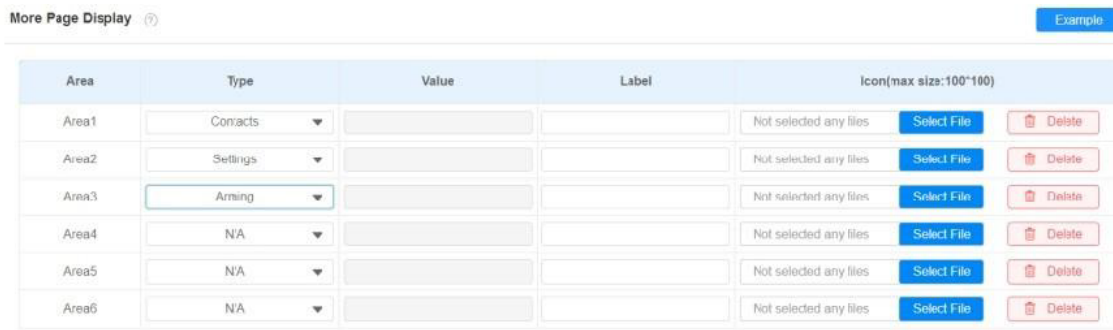 More Page Display ?
Example
Area Type Value Label Icon(max size:100*100)
Area1 Contacts Not selected any files Select File Delete
Area2 Settings Not selected any files Select File Delete
Area3 Arming Not selected any files Select File Delete
Area4 N/A Not selected any files Select File Delete
Area5 N/A Not selected any files Select File Delete
Area6 N/A Not selected any files Select File Delete